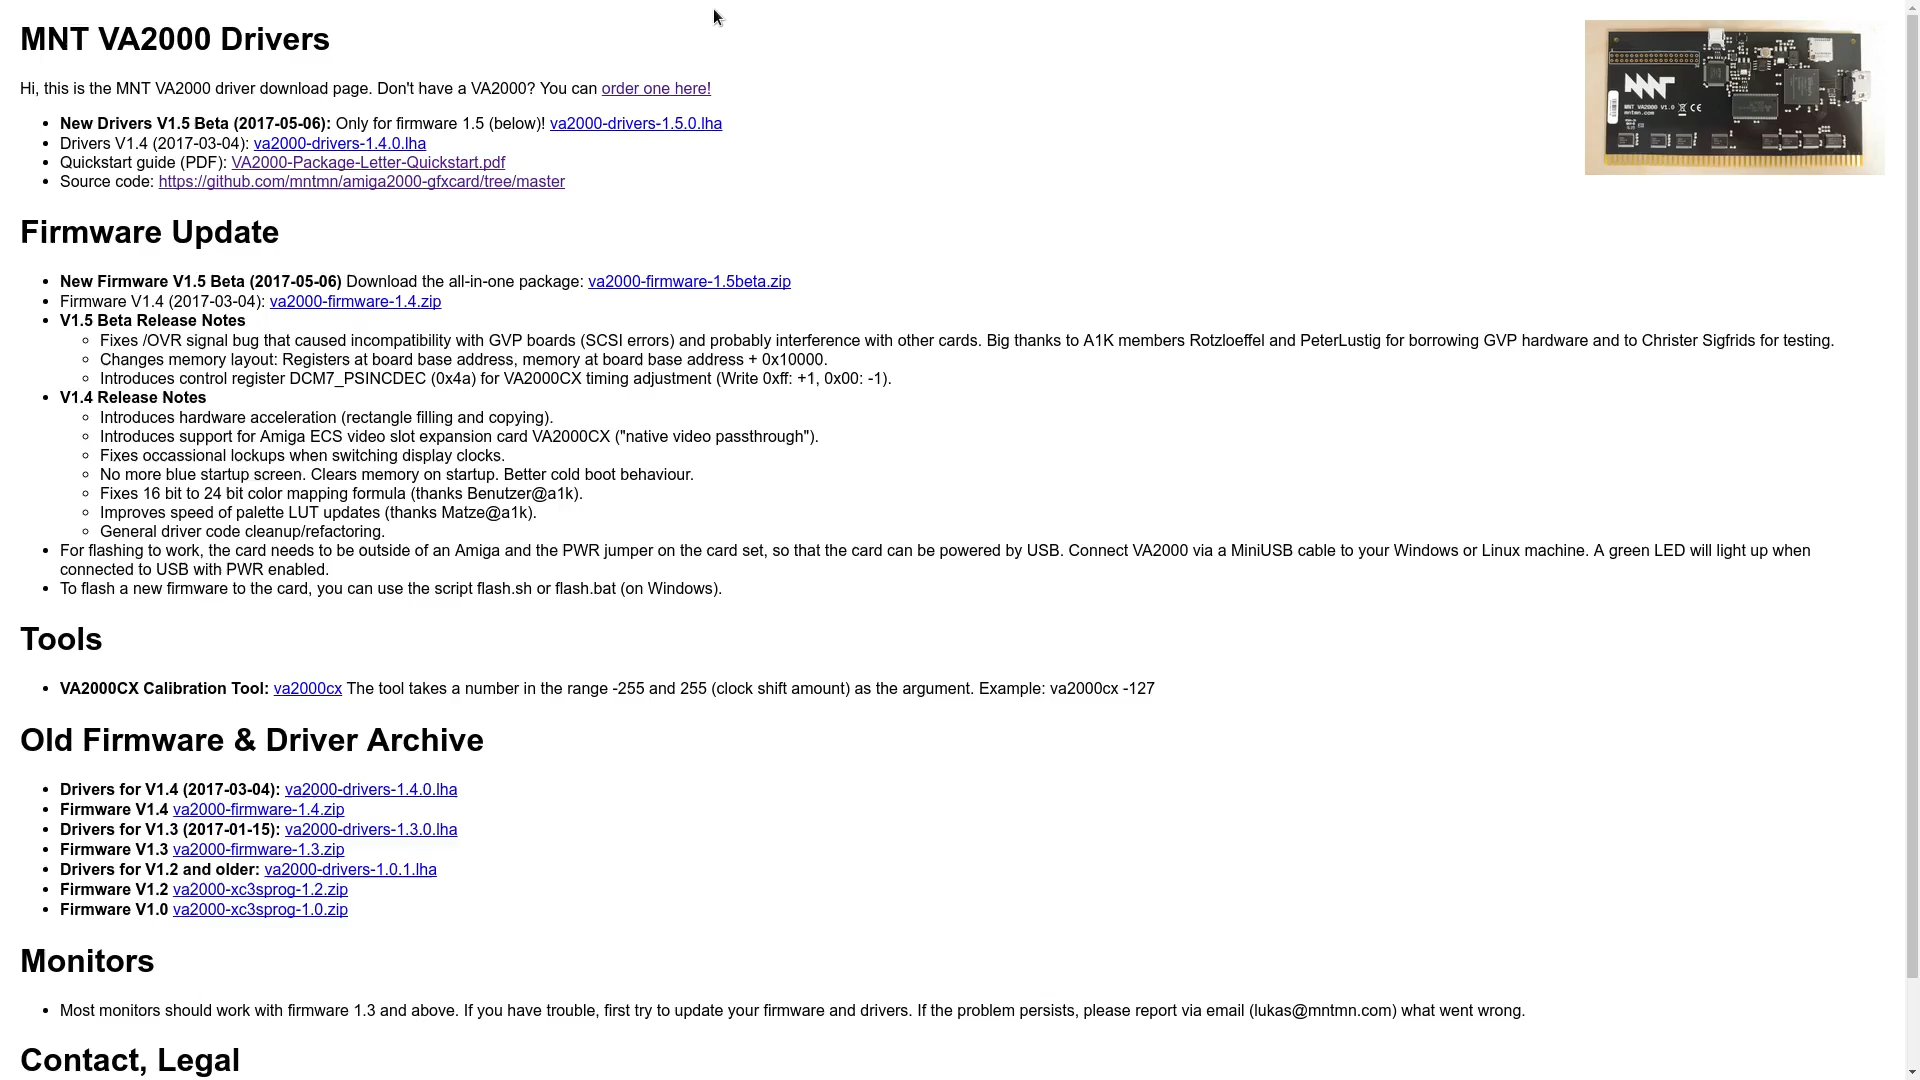 MNT VA2000 Drivers
Hi, this is the MNT VA2000 driver download page. Don't have a VA2000? You can order one here!
MNT VA2000 V1.0
mntmn.com
New Drivers V1.5 Beta (2017-05-06): Only for firmware 1.5 (below)! va2000-drivers-1.5.0.lha
Drivers V1.4 (2017-03-04): va2000-drivers-1.4.0.lha
Quickstart guide (PDF): VA2000-Package-Letter-Quickstart.pdf
Source code: https://github.com/mntmn/amiga2000-gfxcard/tree/master
Firmware Update
New Firmware V1.5 Beta (2017-05-06) Download the all-in-one package: va2000-firmware-1.5beta.zip
Firmware V1.4 (2017-03-04): va2000-firmware-1.4.zip
V1.5 Beta Release Notes
Fixes /OVR signal bug that caused incompatibility with GVP boards (SCSI errors) and probably interference with other cards. Big thanks to A1K members Rotzloeffel and PeterLustig for borrowing GVP hardware and to Christer Sigfrids for testing.
Changes memory layout: Registers at board base address, memory at board base address + 0x10000.
Introduces control register DCM7_PSINCDEC (0x4a) for VA2000CX timing adjustment (Write 0xff: +1, 0x00: -1).
V1.4 Release Notes
Introduces hardware acceleration (rectangle filling and copying).
Introduces support for Amiga ECS video slot expansion card VA2000CX ("native video passthrough").
Fixes occassional lockups when switching display clocks.
No more blue startup screen. Clears memory on startup. Better cold boot behaviour.
Fixes 16 bit to 24 bit color mapping formula (thanks Benutzer@a1k).
Improves speed of palette LUT updates (thanks Matze@a1k).
General driver code cleanup/refactoring.
For flashing to work, the card needs to be outside of an Amiga and the PWR jumper on the card set, so that the card can be powered by USB. Connect VA2000 via a MiniUSB cable to your Windows or Linux machine. A green LED will light up when
connected to USB with PWR enabled.
To flash a new firmware to the card, you can use the script flash.sh or flash.bat (on Windows).
Tools
VA2000CX Calibration Tool: va2000cx The tool takes a number in the range -255 and 255 (clock shift amount) as the argument. Example: va2000cx -127
Old Firmware & Driver Archive
Drivers for V1.4 (2017-03-04): va2000-drivers-1.4.0.lha
Firmware V1.4 va2000-firmware-1.4.zip
Drivers for V1.3 (2017-01-15): va2000-drivers-1.3.0.lha
Firmware V1.3 va2000-firmware-1.3.zip
Drivers for V1.2 and older: va2000-drivers-1.0.1.lha
Firmware V1.2 va2000-xc3sprog-1.2.zip
Firmware V1.0 va2000-xc3sprog-1.0.zip
Monitors
Most monitors should work with firmware 1.3 and above. If you have trouble, first try to update your firmware and drivers. If the problem persists, please report via email (lukas@mntmn.com) what went wrong.
Contact, Legal